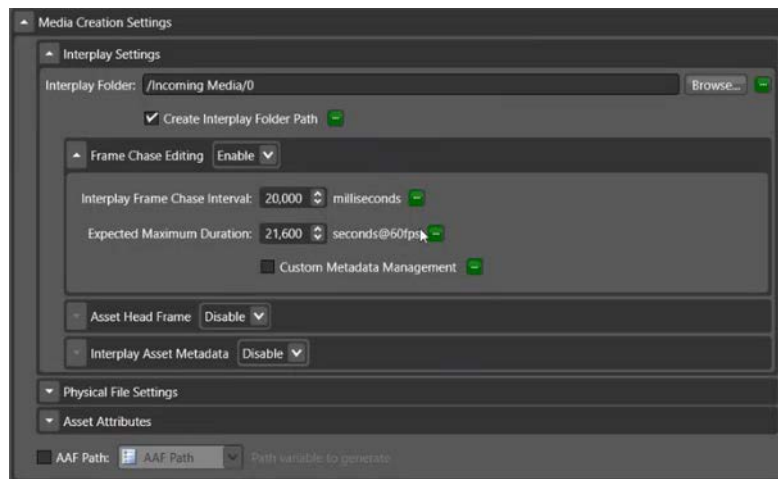 Media Creation Settings
Interplay Settings
Interplay Folder: /Incoming Media/0 Browse...
Create Interplay Folder Path
Frame Chase Editing Enable
Interplay Frame Chase Interval: 20,000 milliseconds
Expected Maximum Duration: 21,600 seconds@60fps
Custom Metadata Management
Asset Head Frame Disable
Interplay Asset Metadata Disable
Physical File Settings
Asset Attributes
AAF Path: AAF Path Path variable to generate